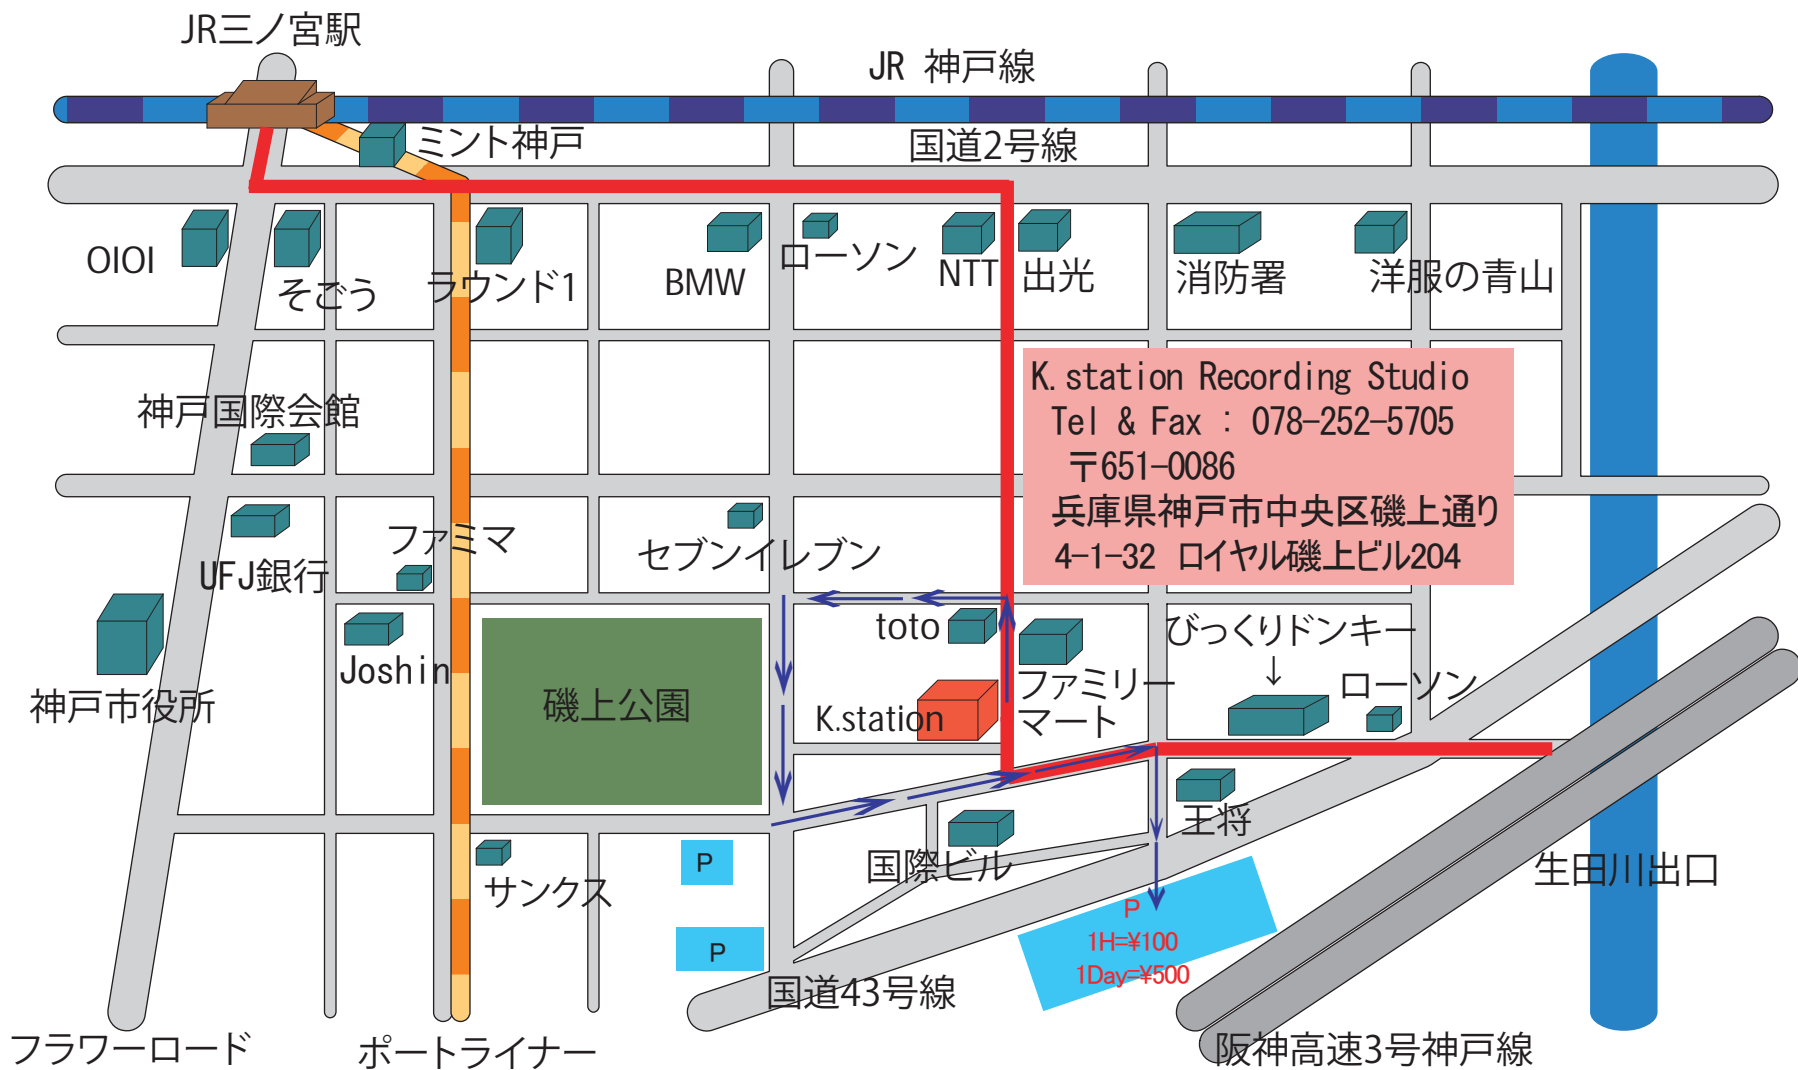 JR三ノ宮駅
JR 神戸線
ミント神戸
国道2号線
OIOI
そごう
ラウンド1
BMW
ローソン
NTT
出光
消防署
洋服の青山
K.station Recording Studio
Tel & Fax : 078-252-5705
〒651-0086
兵庫県神戸市中央区磯上通り
4-1-32 ロイヤル磯上ビル204
神戸国際会館
UFJ銀行
ファミマ
セブンイレブン
toto
びっくりドンキー
↓
Joshin
神戸市役所
磯上公園
K.station
ファミリー
マート
ローソン
王将
国際ビル
P
サンクス
生田川出口
P
P
1H=¥100
1Day=¥500
国道43号線
フラワーロード
ポートライナー
阪神高速3号神戸線